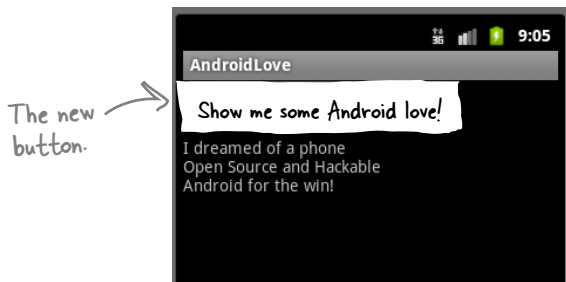 3G 9:05
AndroidLove
The new
button.
Show me some Android love!
I dreamed of a phone
Open Source and Hackable
Android for the win!